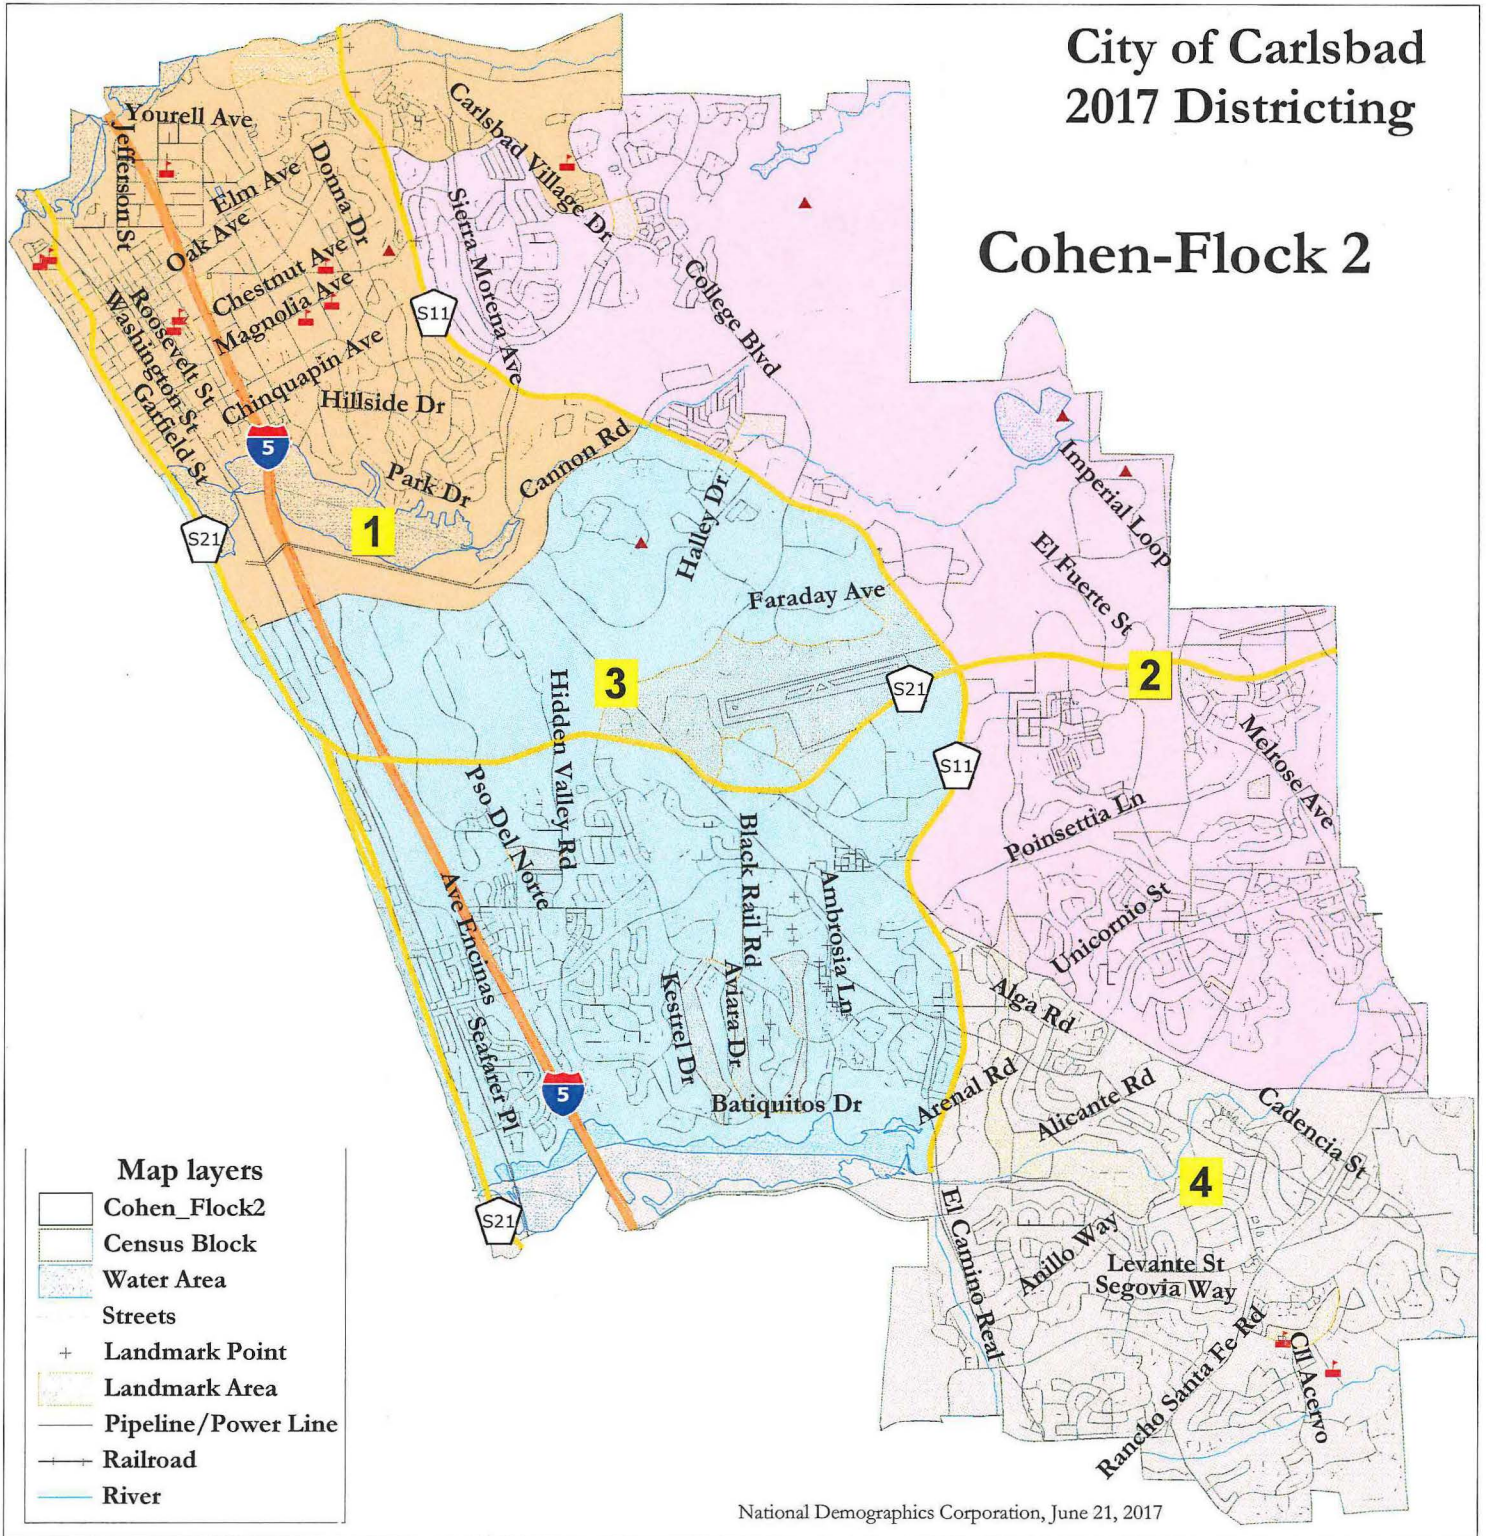 City of Carlsbad
2017 Districting
Cohen-Flock 2
Yourell Ave
Jefferson St
Elm Ave
Oak Ave
Donna Dr
Chestnut Ave
Magnolia Ave
Roosevelt St
Washington St
Garfield St
Chinquapin Ave
Hillside Dr
Park Dr
Cannon Rd
Carlsbad Village Dr
Sierra Morena Ave
College Blvd
S11
5
S21
1
Halley Dr
Faraday Ave
Imperial Loop
El Fuerte St
3
2
S21
S11
Hidden Valley Rd
Pso Del Norte
Melrose Ave
Poinsettia Ln
Black Rail Rd
Ambrosia Ln
Unicornio St
Ave Encinas
Kestrel Dr
Aviara Dr
Alga Rd
Seafarer Pl
5
Batiquitos Dr
Arenal Rd
Alicante Rd
Cadencia St
4
S21
El Camino Real
Anillo Way
Levante St
Segovia Way
Rancho Santa Fe Rd
Cll Acervo
Map layers
Cohen_Flock2
Census Block
Water Area
Streets
Landmark Point
Landmark Area
Pipeline/Power Line
Railroad
River
National Demographics Corporation, June 21, 2017